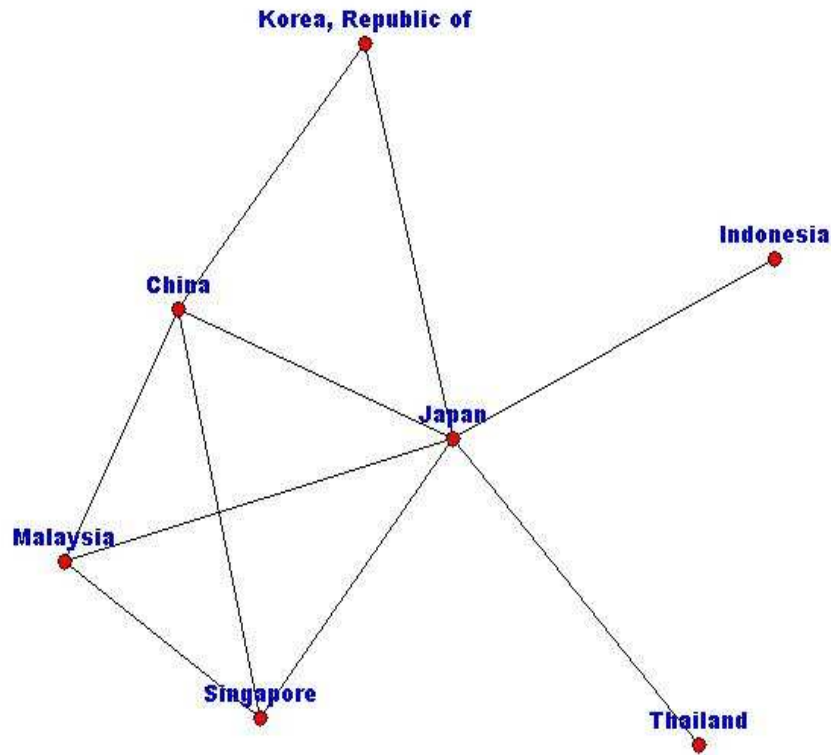 Korea, Republic of
Indonesia
China
Japan
Malaysia
Singapore
Thailand